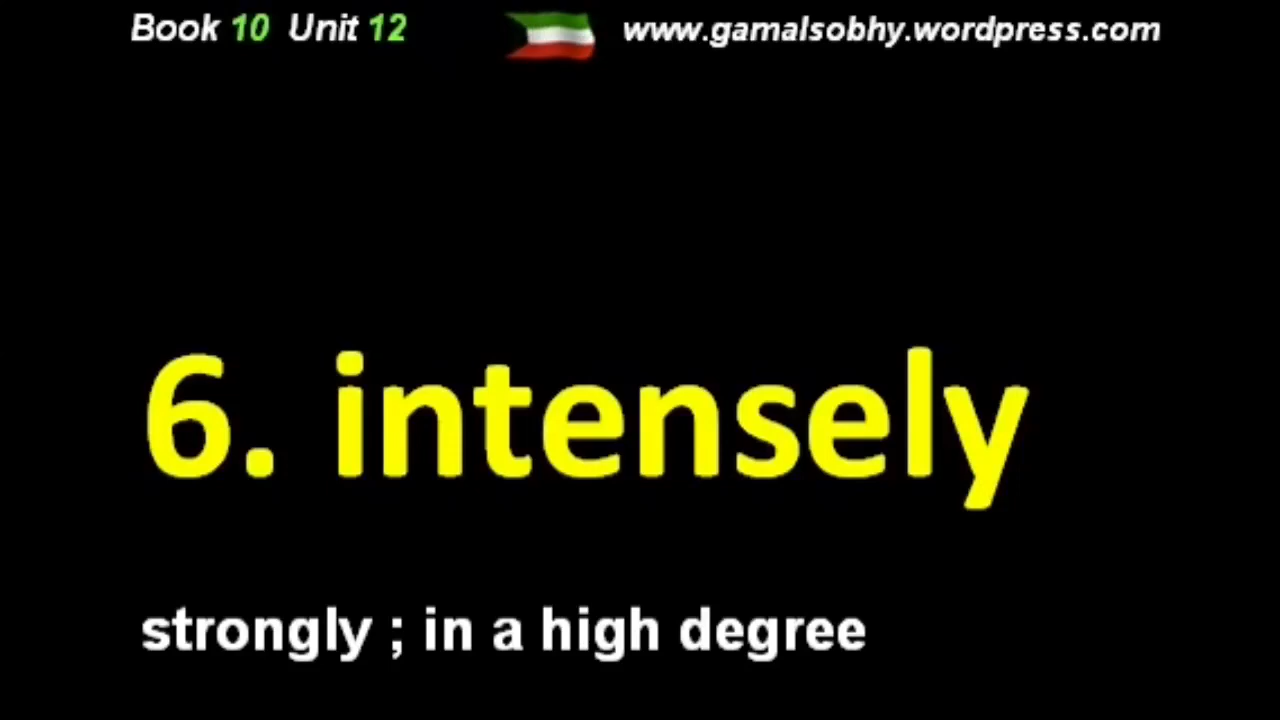 Book 10 Unit 12 www.gamalsobhy.wordpress.com
6. intensely
strongly ; in a high degree